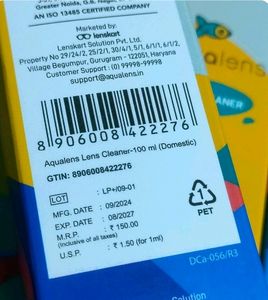 Greater Noida, G.B. Nagar,
AN ISO 13485 CERTIFIED COMPANY
Marketed by:
lenskart
Lenskart Solution Pvt. Ltd.
Property No 29/24/2, 25/2/1, 30/4/1, 5/1, 6/1/1, 6/2,
Village Begumpur, Gurugram - 122051, Haryana
Customer Support : (0) 99998-99998
support@aqualens.in
8 906008 422276
Aqualens Lens Cleaner-100 ml (Domestic)
GTIN: 8906008422276
LOT : LP+/09-01
MFG. DATE : 09/2024
EXP. DATE : 08/2027
M.R.P. : ₹ 150.00
(Inclusive of all taxes)
U.S.P. : ₹ 1.50 (for 1ml)
1
PET
DCa-056/R3
Solution
aqualens
CLEANER